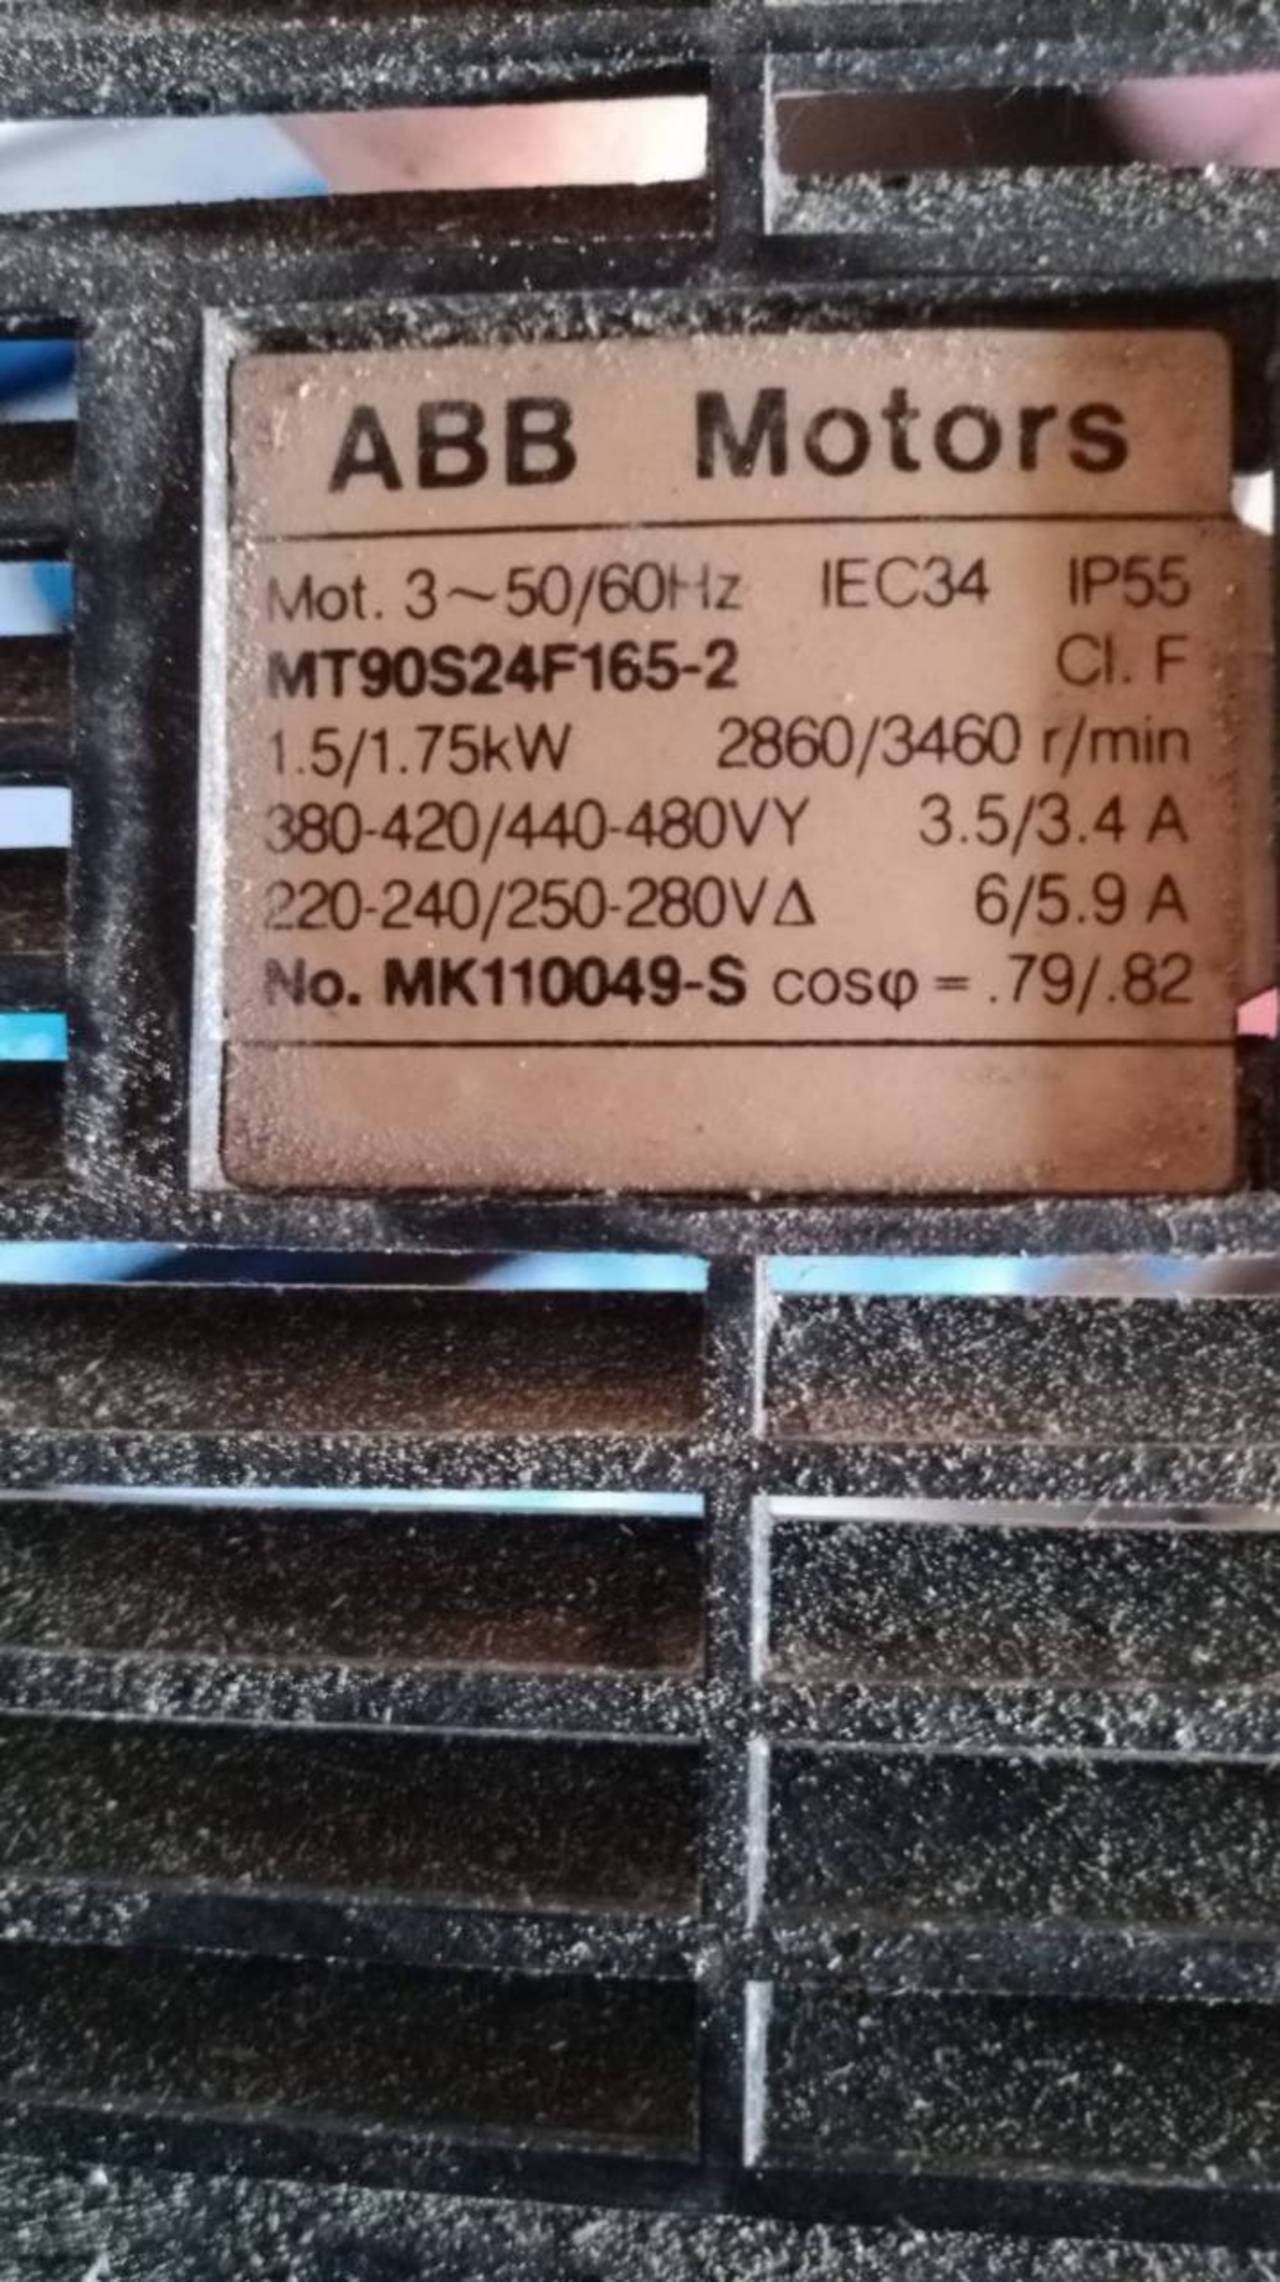 ABB Motors
Mot. 3~50/60Hz IEC34 IP55
MT90S24F165-2 Cl. F
1.5/1.75kW 2860/3460 r/min
380-420/440-480VY 3.5/3.4 A
220-240/250-280VΔ 6/5.9 A
No. MK110049-S cosφ = .79/.82